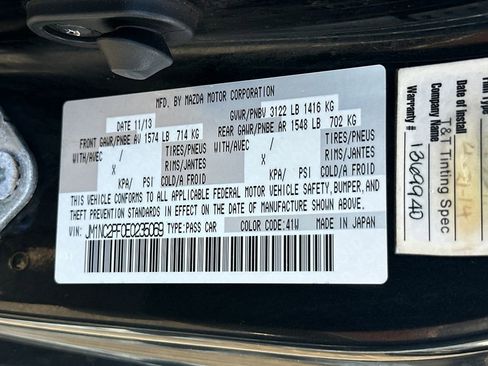 MFD. BY MAZDA MOTOR CORPORATION
DATE 11/13
GVWR/PNBV 3122 LB 1416 KG
FRONT GAWR/PNBE AV 1574 LB 714 KG
REAR GAWR/PNBE AR 1548 LB 702 KG
WITH/AVEC / TIRES/PNEUS
WITH/AVEC / TIRES/PNEUS
X RIMS/JANTES
X RIMS/JANTES
KPA/ PSI COLD/A FROID
KPA/ PSI COLD/A FROID
THIS VEHICLE CONFORMS TO ALL APPLICABLE FEDERAL MOTOR VEHICLE SAFETY, BUMPER, AND
THEFT PREVENTION STANDARDS IN EFFECT ON THE DATE OF MANUFACTURE SHOWN ABOVE.
VIN: JM1NC2PF0E0235069 TYPE:PASS CAR COLOR CODE:41W MADE IN JAPAN
Film Type
Date of Install
T&T Tinting Spec
Company Name
Warranty #
1369940